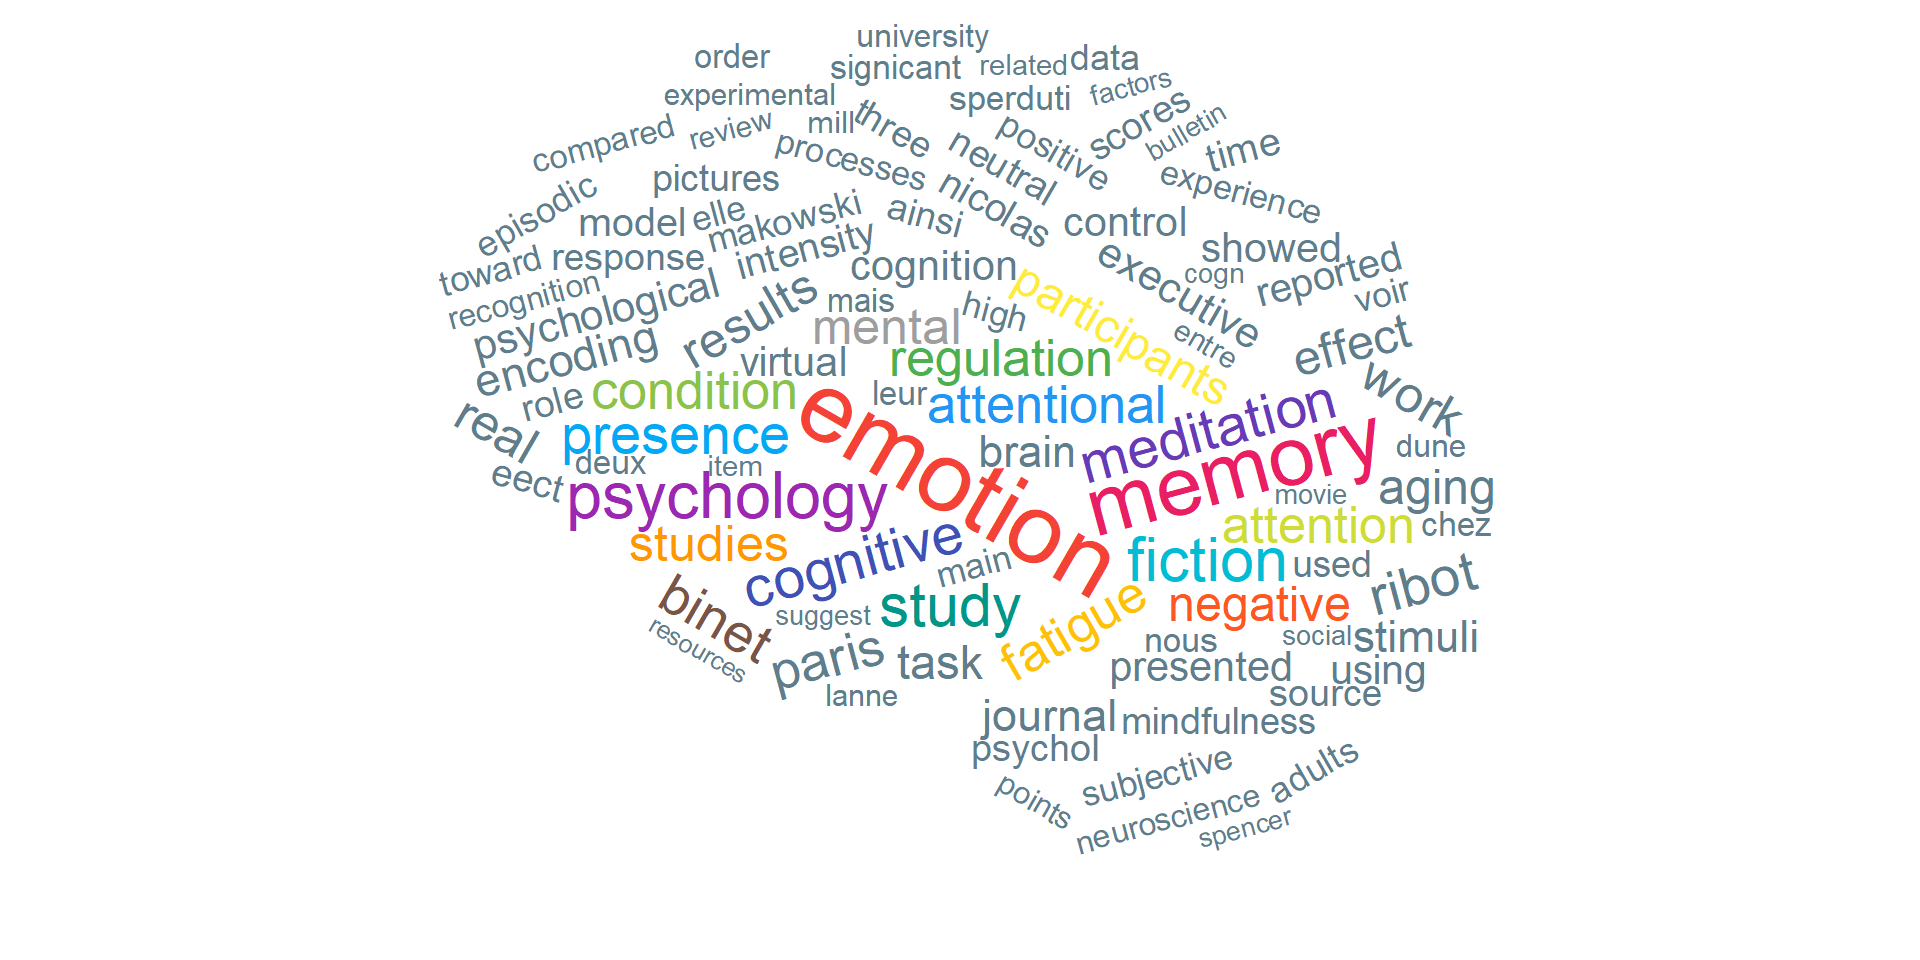 university
order
signicant
related
data
experimental
sperduti
factors
scores
bulletin
compared
review
mill
three
processes
neutral
positive
time
experience
episodic
pictures
nicolas
model
elle
makowski
ainsi
control
showed
toward
response
intensity
cognition
executive
cogn
reported
voir
recognition
psychological
results
mais
high
participants
mental
entre
effect
encoding
virtual
regulation
role
condition
leur
attentional
work
real
presence
emotion
brain
meditation
dune
deux
item
eect
psychology
memory
movie
aging
studies
attention
chez
cognitive
main
fiction
used
ribot
binet
suggest
study
fatigue
negative
resources
paris
task
nous
social
stimuli
presented
using
lanne
source
journal
mindfulness
psychol
subjective
adults
points
neuroscience
spencer